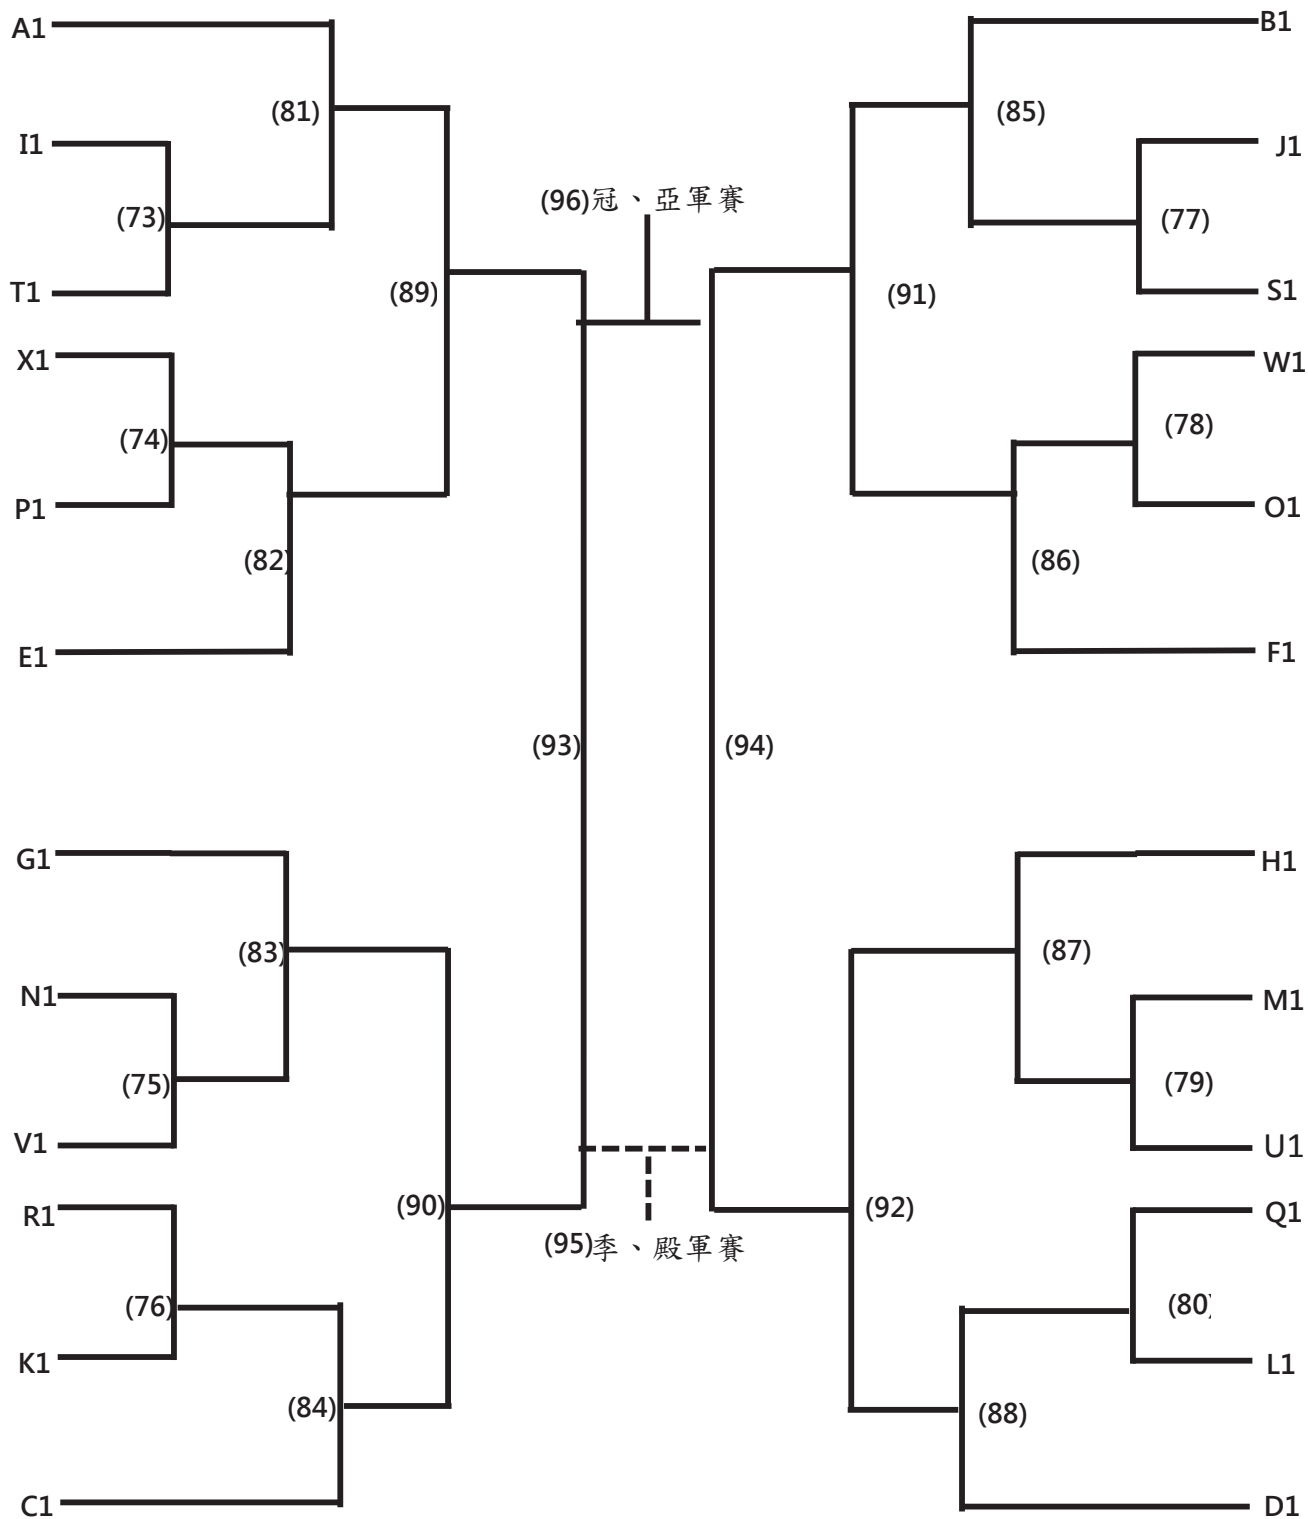 A1
B1
(81)
(85)
I1
J1
(96)冠、亞軍賽
(73)
(77)
T1
(89)
(91)
S1
X1
W1
(74)
(78)
P1
O1
(82)
(86)
E1
F1
(93)
(94)
G1
H1
(83)
(87)
N1
M1
(75)
(79)
V1
U1
R1
(90)
(92)
Q1
(95)季、殿軍賽
(76)
(80)
K1
L1
(84)
(88)
C1
D1